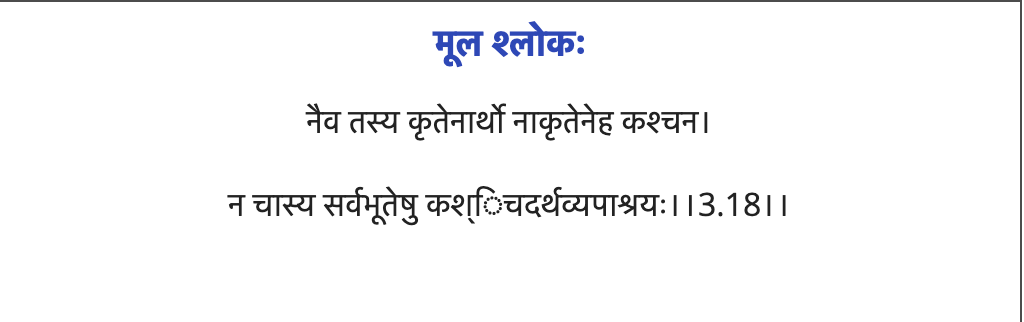 मूल श्लोकः
नैव तस्य कृतेनार्थो नाकृतेनेह कश्चन।
न चास्य सर्वभूतेषु कश्िचदर्थव्यपाश्रयः।।3.18।।